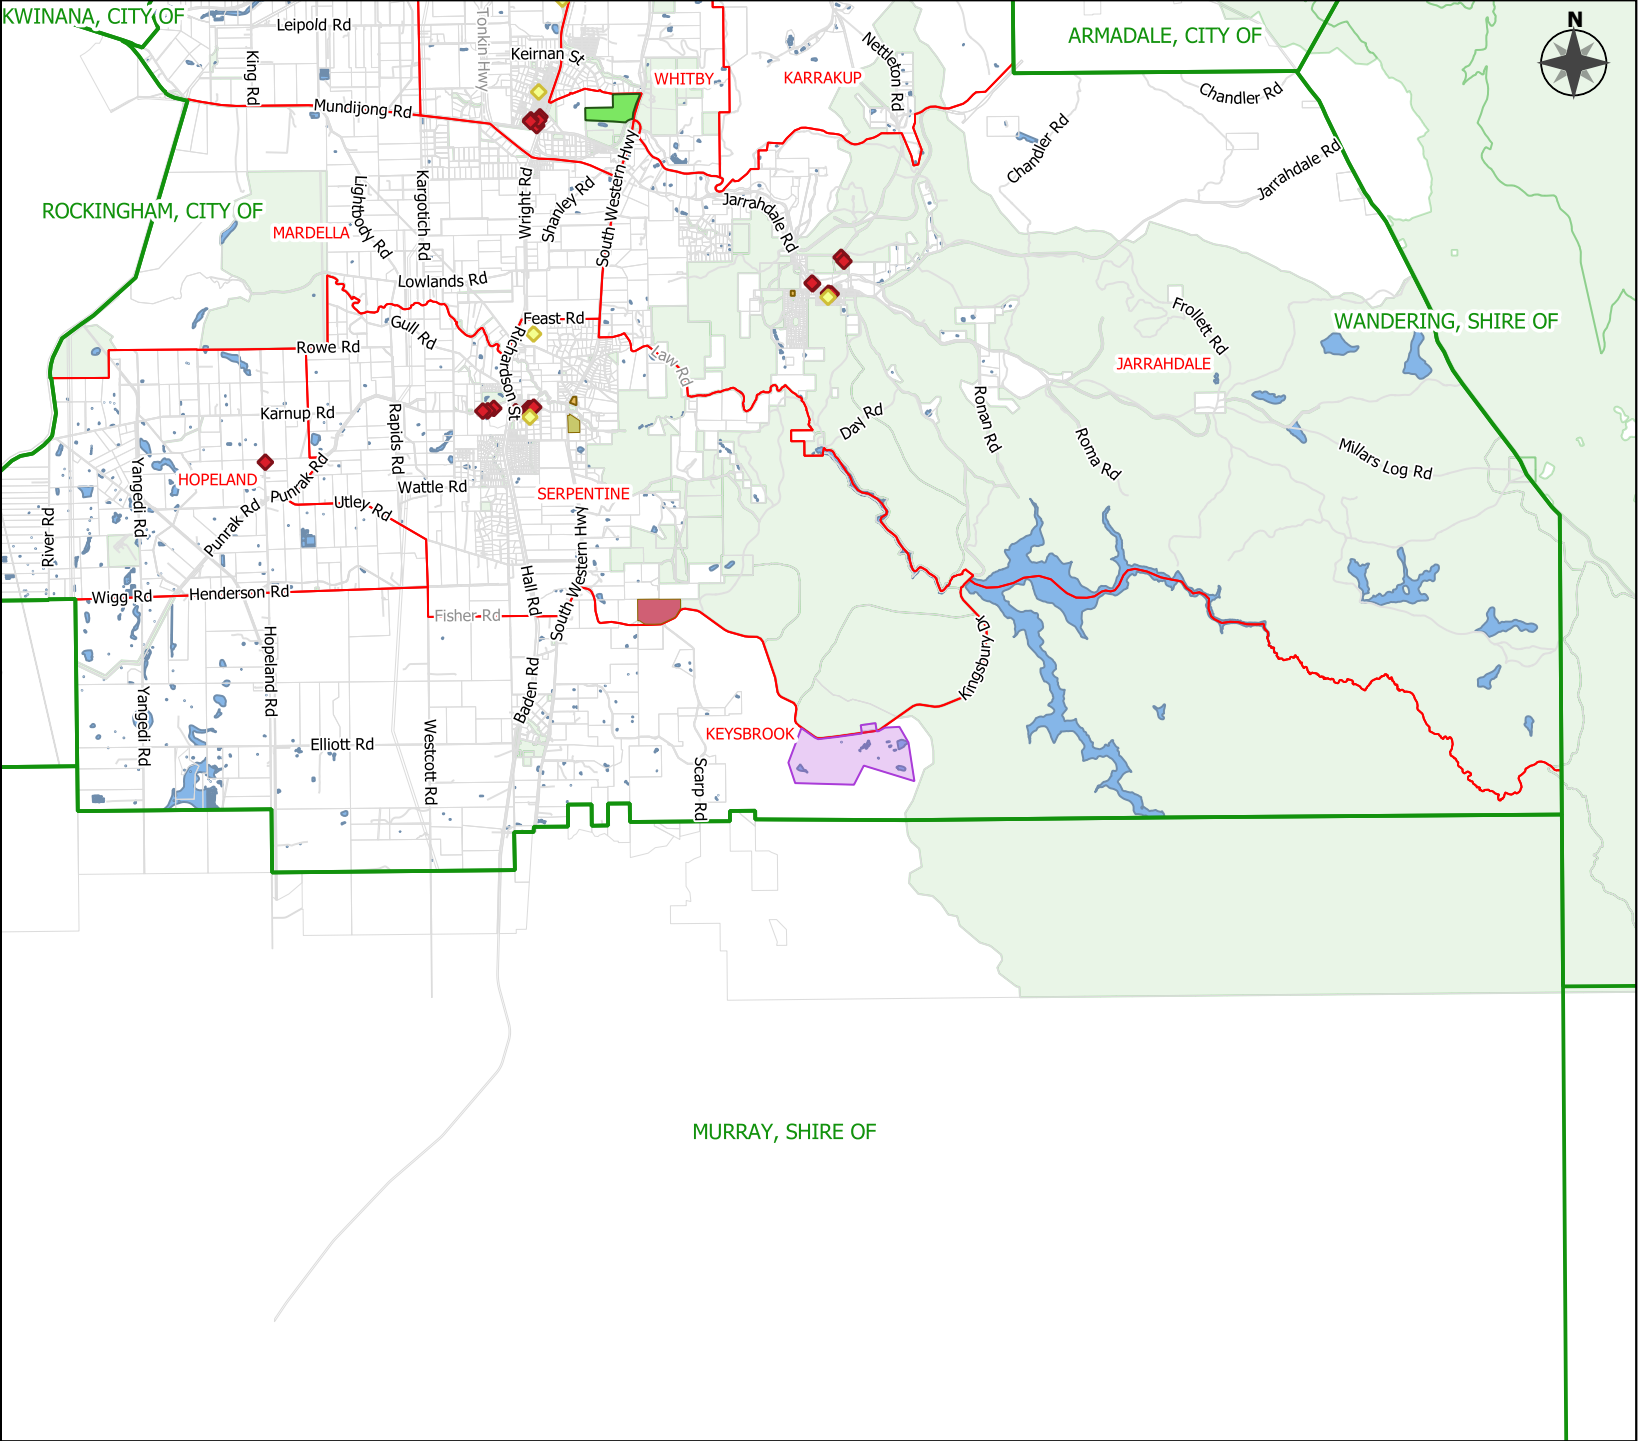 KWINANA, CITY OF
Leipold Rd
Tonkin Hwy
Keirnan St
King Rd
Mundijong Rd
WHITBY
KARRAKUP
Nettleton Rd
ARMADALE, CITY OF
N
Chandler Rd
Chandler Rd
Jarrahdale Rd
ROCKINGHAM, CITY OF
MARDELLA
Lightbody Rd
Kargotich Rd
Wright Rd
Shanley Rd
South Western Hwy
Jarrahdale Rd
Lowlands Rd
Feast Rd
Gull Rd
Rowe Rd
Richardson St
Law Rd
Frollett Rd
WANDERING, SHIRE OF
JARRAHDALE
Karnup Rd
Rapids Rd
Day Rd
Ronan Rd
Roma Rd
Millars Log Rd
HOPELAND
Yangedi Rd
Punrak Rd
Punrak Rd
Wattle Rd
Utley Rd
SERPENTINE
River Rd
South Western Hwy
Hall Rd
Wigg Rd
Henderson Rd
Fisher Rd
South Western Hwy
Hopeland Rd
Kingsbury Dr
Baden Rd
Yangedi Rd
Elliott Rd
Westcott Rd
KEYSBROOK
Scarp Rd
MURRAY, SHIRE OF